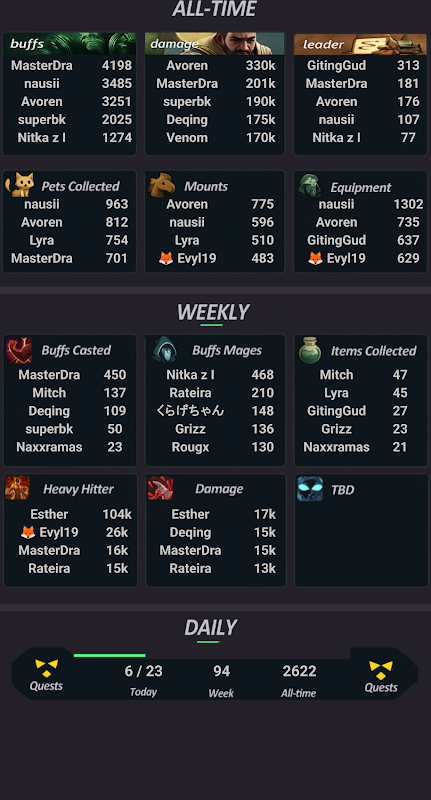 ALL-TIME
buffs
MasterDra 4198
nausii 3485
Avoren 3251
superbk 2025
Nitka z l 1274
damage
Avoren 330k
MasterDra 201k
superbk 190k
Deqing 175k
Venom 170k
leader
GitingGud 313
MasterDra 181
Avoren 176
nausii 107
Nitka z l 77
Pets Collected
nausii 963
Avoren 812
Lyra 754
MasterDra 701
Mounts
Avoren 775
nausii 596
Lyra 510
🦊 Evyl19 483
Equipment
nausii 1302
Avoren 735
GitingGud 637
🦊 Evyl19 629
WEEKLY
Buffs Casted
MasterDra 450
Mitch 137
Deqing 109
superbk 50
Naxxramas 23
Buffs Mages
Nitka z l 468
Rateira 210
くらげちゃん 148
Grizz 136
Rougx 130
Items Collected
Mitch 47
Lyra 45
GitingGud 27
Grizz 23
Naxxramas 21
Heavy Hitter
Esther 104k
🦊 Evyl19 26k
MasterDra 16k
Rateira 15k
Damage
Esther 17k
Deqing 15k
MasterDra 15k
Rateira 13k
TBD
DAILY
Quests
6 / 23
Today
94
Week
2622
All-time
Quests